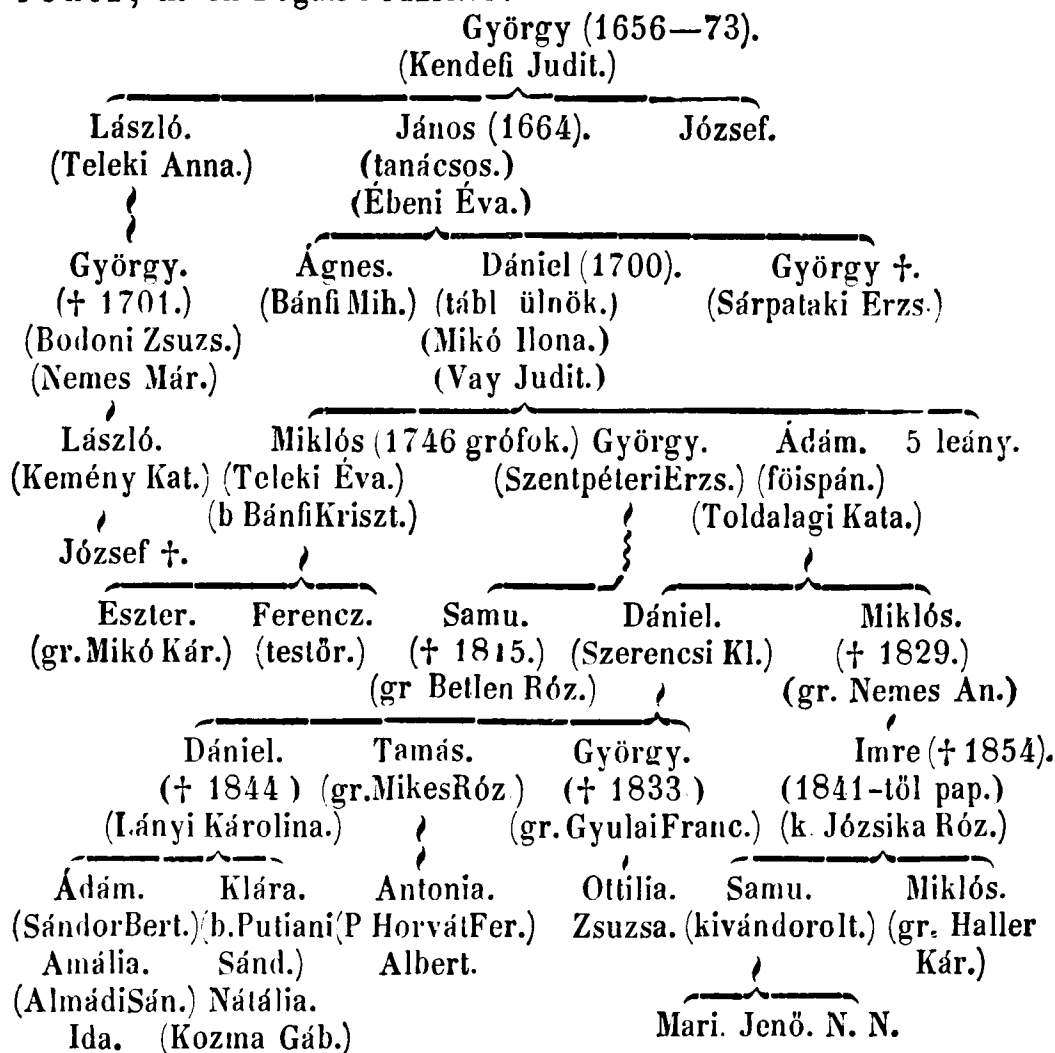 György (1656—73).
(Kendefi Judit.)
László. János (1664). József.
(Teleki Anna.) (tanácsos.)
(Ébeni Éva.)
György. Ágnes. Dániel (1700). György †.
(† 1701.) (Bánfi Mih.) (tábl ülnök.) (Sárpataki Erzs.)
(Bodoni Zsuzs.) (Mikó Ilona.)
(Nemes Már.) (Vay Judit.)
László. Miklós (1746 grófok.) György. Ádám. 5 leány.
(Kemény Kat.) (Teleki Éva.) (SzentpéteriErzs.) (föispán.)
(b BánfiKriszt.) (Toldalagi Kata.)
József †.
Eszter. Ferencz. Samu. Dániel. Miklós.
(gr. Mikó Kár.) (testőr.) († 1815.) (Szerencsi Kl.) († 1829.)
(gr Betlen Róz.) (gr. Nemes An.)
Dániel. Tamás. György. Imre († 1854).
(† 1844 ) (gr.MikesRóz ) († 1833 ) (1841-től pap.)
(Lányi Károlina.) (gr. GyulaiFranc.) (k. Józsika Róz.)
Ádám. Klára. Antonia. Ottilia. Samu. Miklós.
(SándorBert.) (b.Putiani (P HorvátFer.) Zsuzsa. (kivándorolt.) (gr. Haller
Amália. Sánd.) Albert. Kár.)
(AlmádiSán.) Nátália.
Ida. (Kozma Gáb.) Mari. Jenő. N. N.